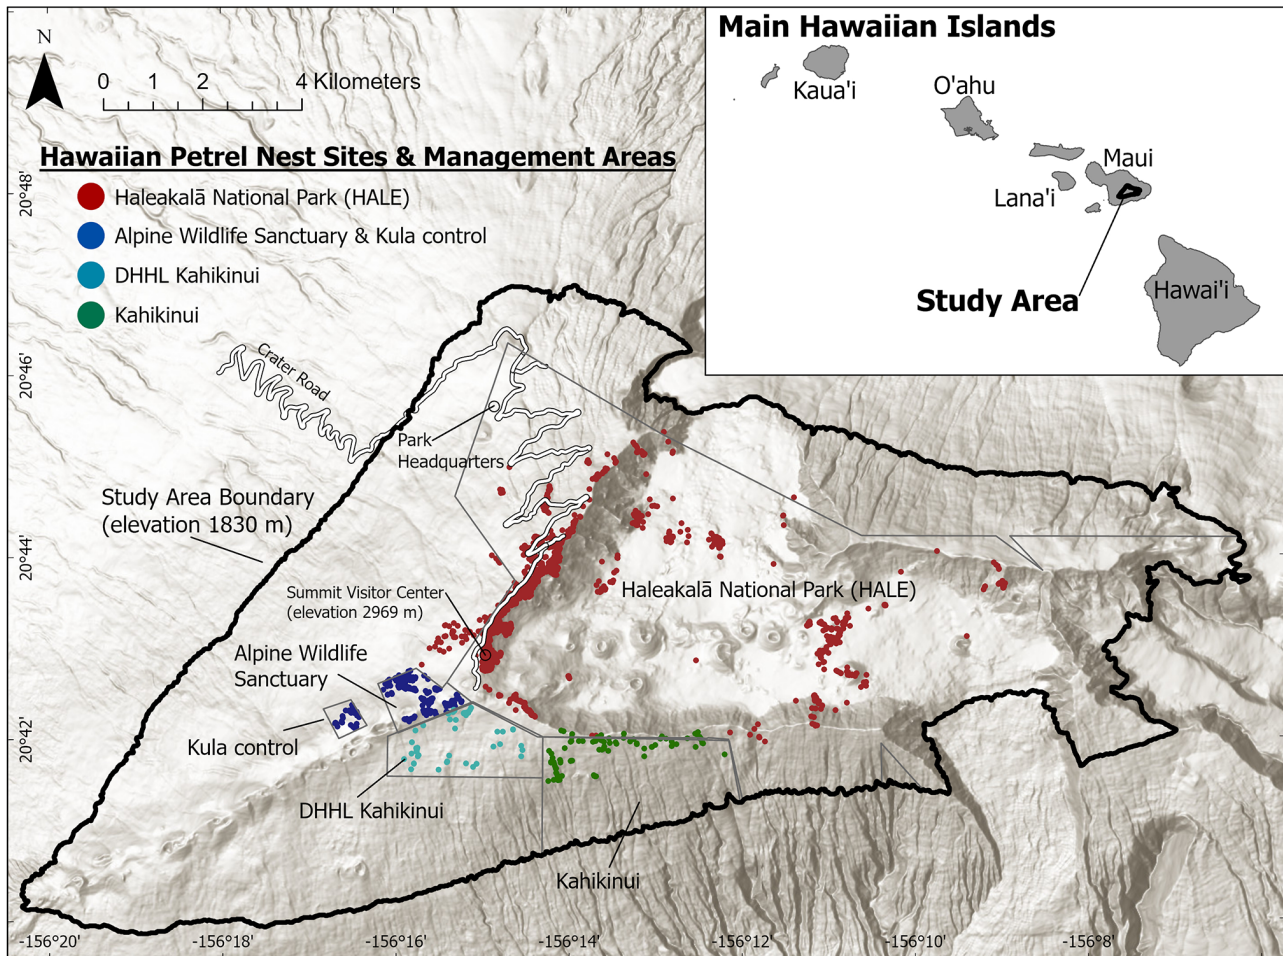 N
0 1 2 4 Kilometers
Hawaiian Petrel Nest Sites & Management Areas
Haleakalā National Park (HALE)
Alpine Wildlife Sanctuary & Kula control
DHHL Kahikinui
Kahikinui
Main Hawaiian Islands
Kaua'i
O'ahu
Maui
Lana'i
Hawai'i
Study Area
Crater Road
Park
Headquarters
Study Area Boundary
(elevation 1830 m)
Summit Visitor Center
(elevation 2969 m)
Haleakalā National Park (HALE)
Alpine Wildlife
Sanctuary
Kula control
DHHL Kahikinui
Kahikinui
20°48'
20°46'
20°44'
20°42'
-156°20'
-156°18'
-156°16'
-156°14'
-156°12'
-156°10'
-156°8'